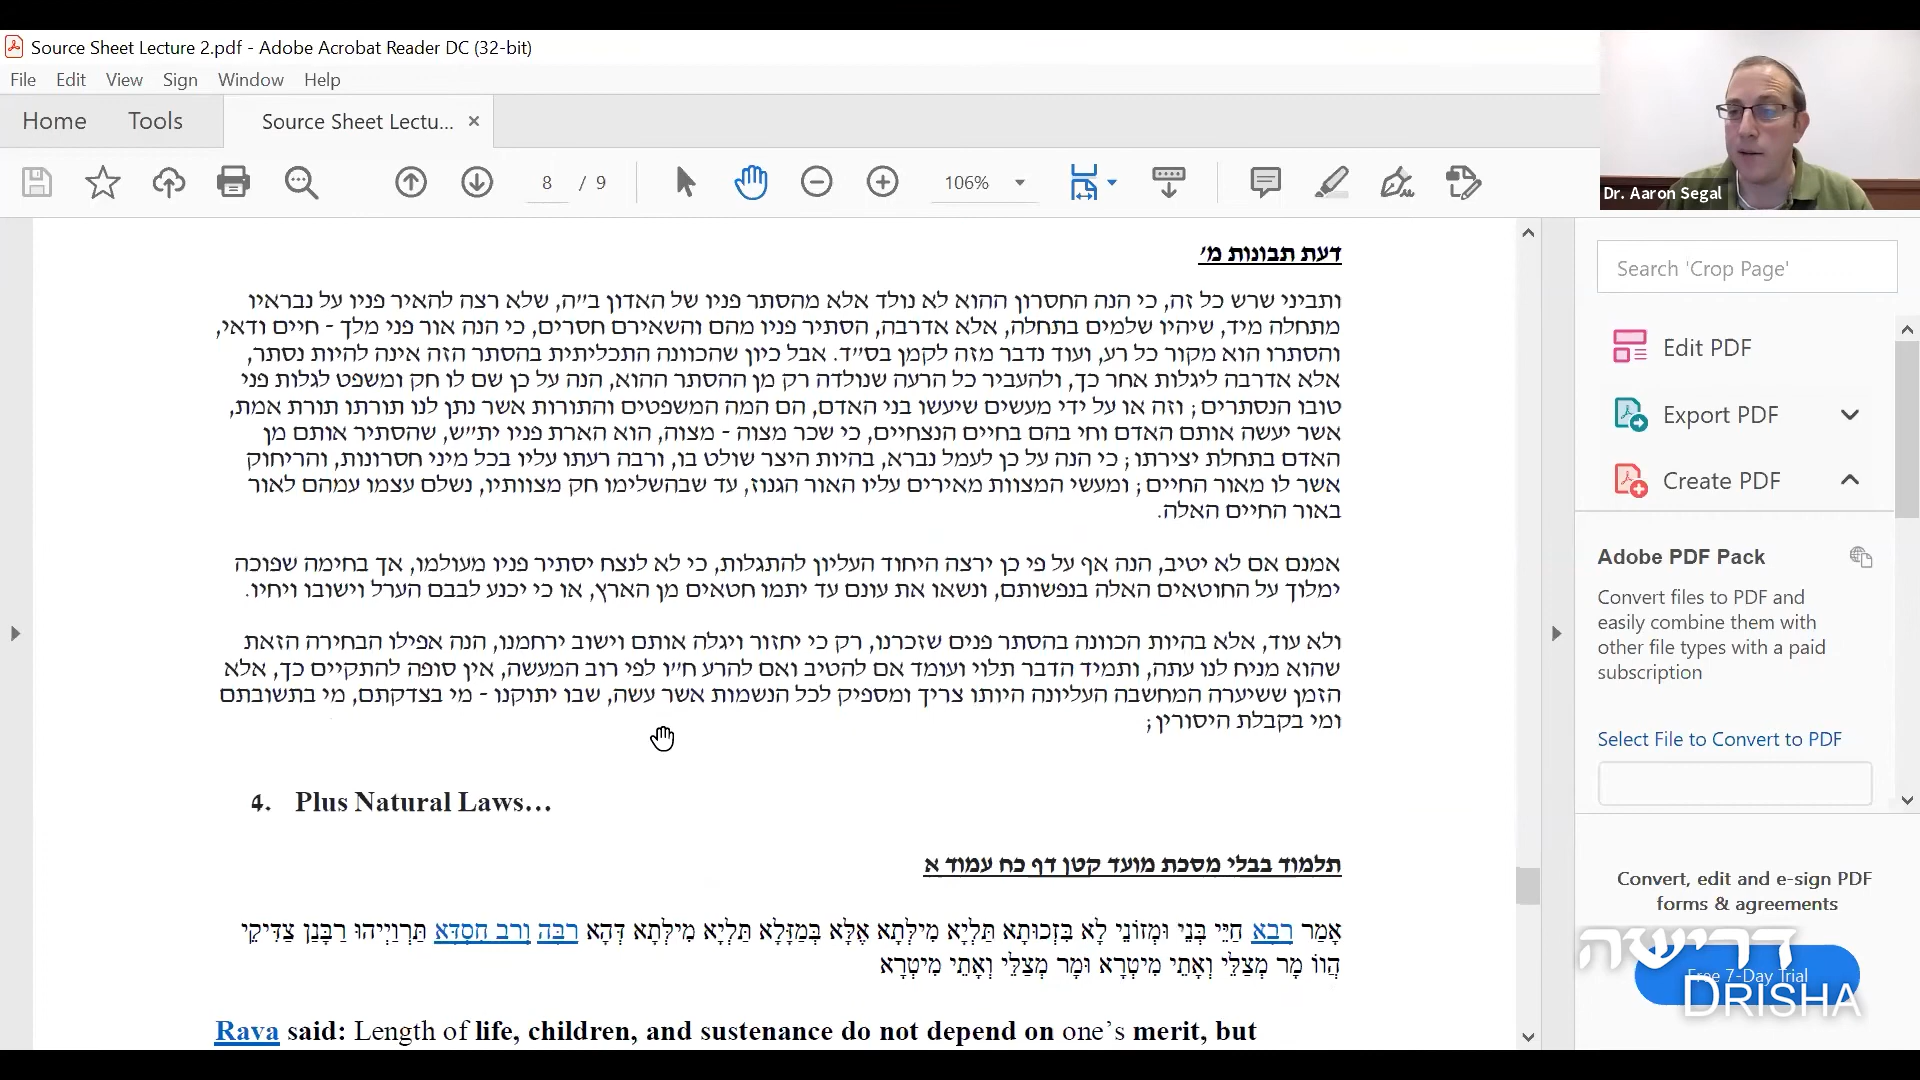 Source Sheet Lecture 2.pdf - Adobe Acrobat Reader DC (32-bit)
File Edit View Sign Window Help
Home Tools Source Sheet Lectu... ×
8 / 9 106%
Dr. Aaron Segal
דעת תבונות מ'
ותביני שרש כל זה, כי הנה החסרון ההוא לא נולד אלא מהסתר פניו של האדון ב"ה, שלא רצה להאיר פניו על נבראיו
מתחלה מיד, שיהיו שלמים בתחלה, אלא אדרבה, הסתיר פניו מהם והשאירם חסרים, כי הנה אור פני מלך - חיים ודאי,
והסתרו הוא מקור כל רע, ועוד נדבר מזה לקמן בס"ד. אבל כיון שהכוונה התכליתית בהסתר הזה אינה להיות נסתר,
אלא אדרבה ליגלות אחר כך, ולהעביר כל הרעה שנולדה רק מן ההסתר ההוא, הנה על כן שם לו חק ומשפט לגלות פני
טובו הנסתרים; וזה או על ידי מעשים שיעשו בני האדם, הם המה המשפטים והתורות אשר נתן לנו תורתו תורת אמת,
אשר יעשה אותם האדם וחי בהם בחיים הנצחיים, כי שכר מצוה - מצוה, הוא הארת פניו ית"ש, שהסתיר אותם מן
האדם בתחלת יצירתו; כי הנה על כן לעמל נברא, בהיות היצר שולט בו, ורבה רעתו עליו בכל מיני חסרונות, והריחוק
אשר לו מאור החיים; ומעשי המצוות מאירים עליו האור הגנוז, עד שבהשלימו חק מצוותיו, נשלם עצמו עמהם לאור
באור החיים האלה.
אמנם אם לא יטיב, הנה אף על פי כן ירצה היחוד העליון להתגלות, כי לא לנצח יסתיר פניו מעולמו, אך בחימה שפוכה
ימלוך על החוטאים האלה בנפשותם, ונשאו את עונם עד יתמו חטאים מן הארץ, או כי יכנע לבבם הערל וישובו ויחיו.
ולא עוד, אלא בהיות הכוונה בהסתר פנים שזכרנו, רק כי יחזור ויגלה אותם וישוב ירחמנו, הנה אפילו הבחירה הזאת
שהוא מניח לנו עתה, ותמיד הדבר תלוי ועומד אם להטיב ואם להרע ח"ו לפי רוב המעשה, אין סופה להתקיים כך, אלא
הזמן ששיערה המחשבה העליונה היותו צריך ומספיק לכל הנשמות אשר עשה, שבו יתוקנו - מי בצדקתם, מי בתשובתם
ומי בקבלת היסורין;
4. Plus Natural Laws…
תלמוד בבלי מסכת מועד קטן דף כח עמוד א
אָמַר רָבָא חַיֵּי בְּנֵי וּמְזוֹנֵי לָא בִּזְכוּתָא תַּלְיָא מִילְּתָא אֶלָּא בְּמַזָּלָא תַּלְיָא מִילְּתָא דְּהָא רַבָּה וְרַב חִסְדָּא תַּרְוַיְיהוּ רַבָּנַן צַדִּיקֵי
הֲווֹ מָר מְצַלֵּי וְאָתֵי מִיטְרָא וּמָר מְצַלֵּי וְאָתֵי מִיטְרָא
Rava said: Length of life, children, and sustenance do not depend on one's merit, but
Search 'Crop Page'
Edit PDF
Export PDF
Create PDF
Adobe PDF Pack
Convert files to PDF and
easily combine them with
other file types with a paid
subscription
Select File to Convert to PDF
Convert, edit and e-sign PDF
forms & agreements
Free 7-Day Trial
דרישה
DRISHA